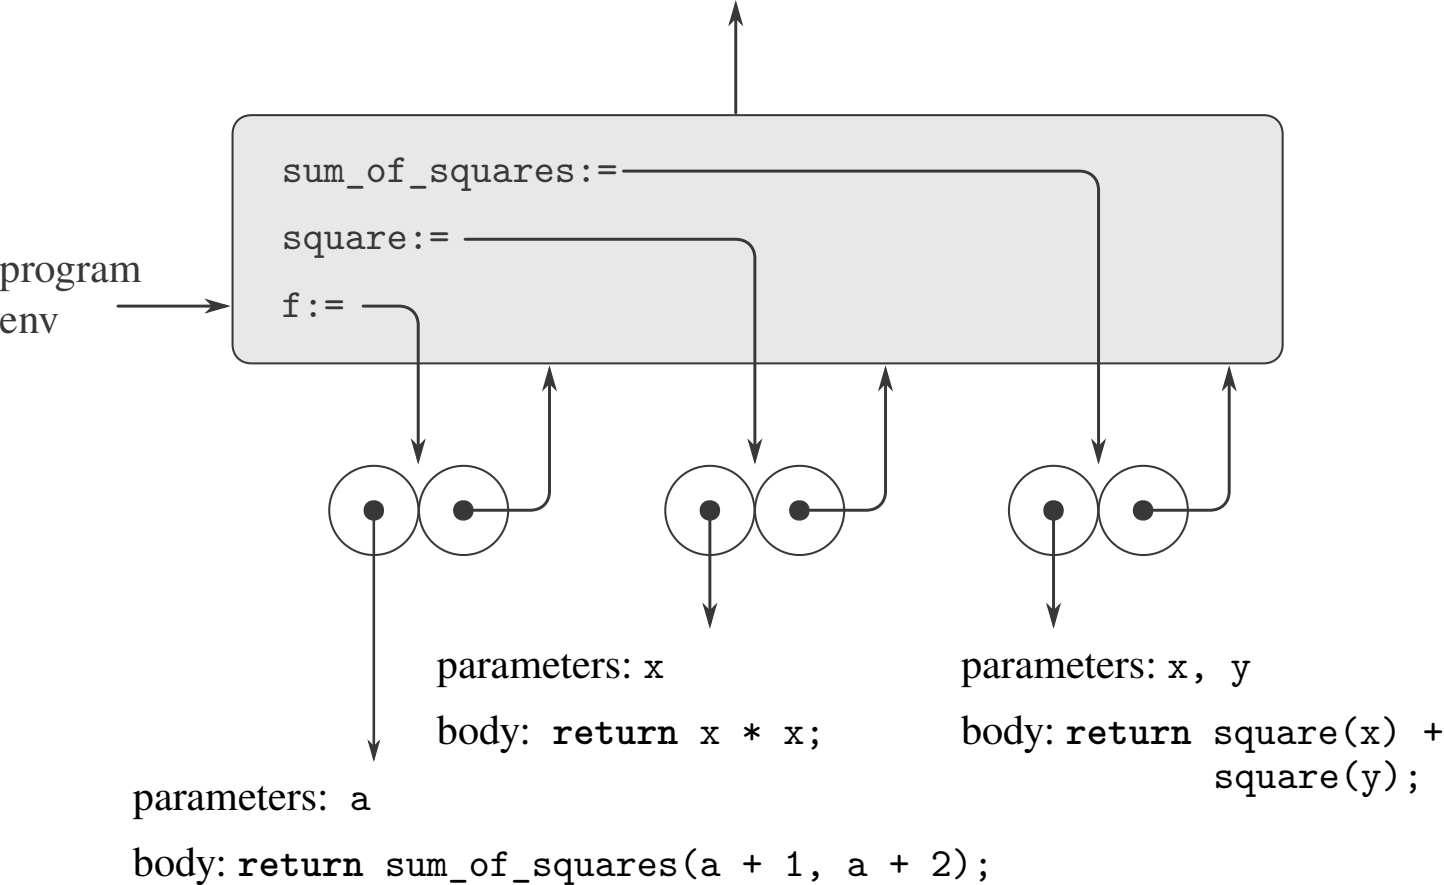 sum_of_squares:=
square:=
program
env
f:=
parameters: x
body: return x * x;
parameters: x, y
body: return square(x) +
square(y);
parameters: a
body: return sum_of_squares(a + 1, a + 2);